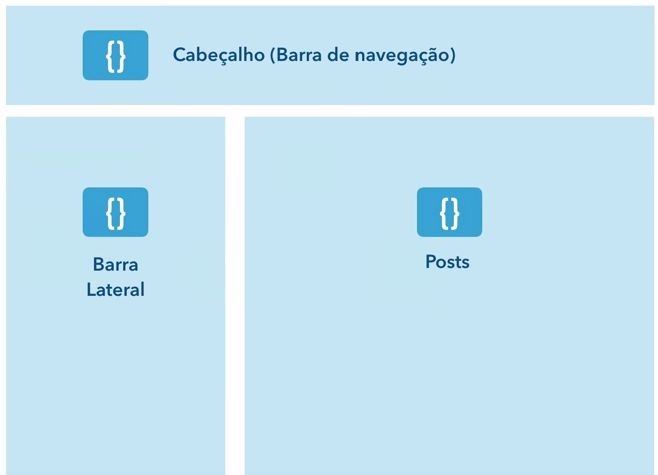 {} Cabeçalho (Barra de navegação)
{}
Barra
Lateral
{}
Posts